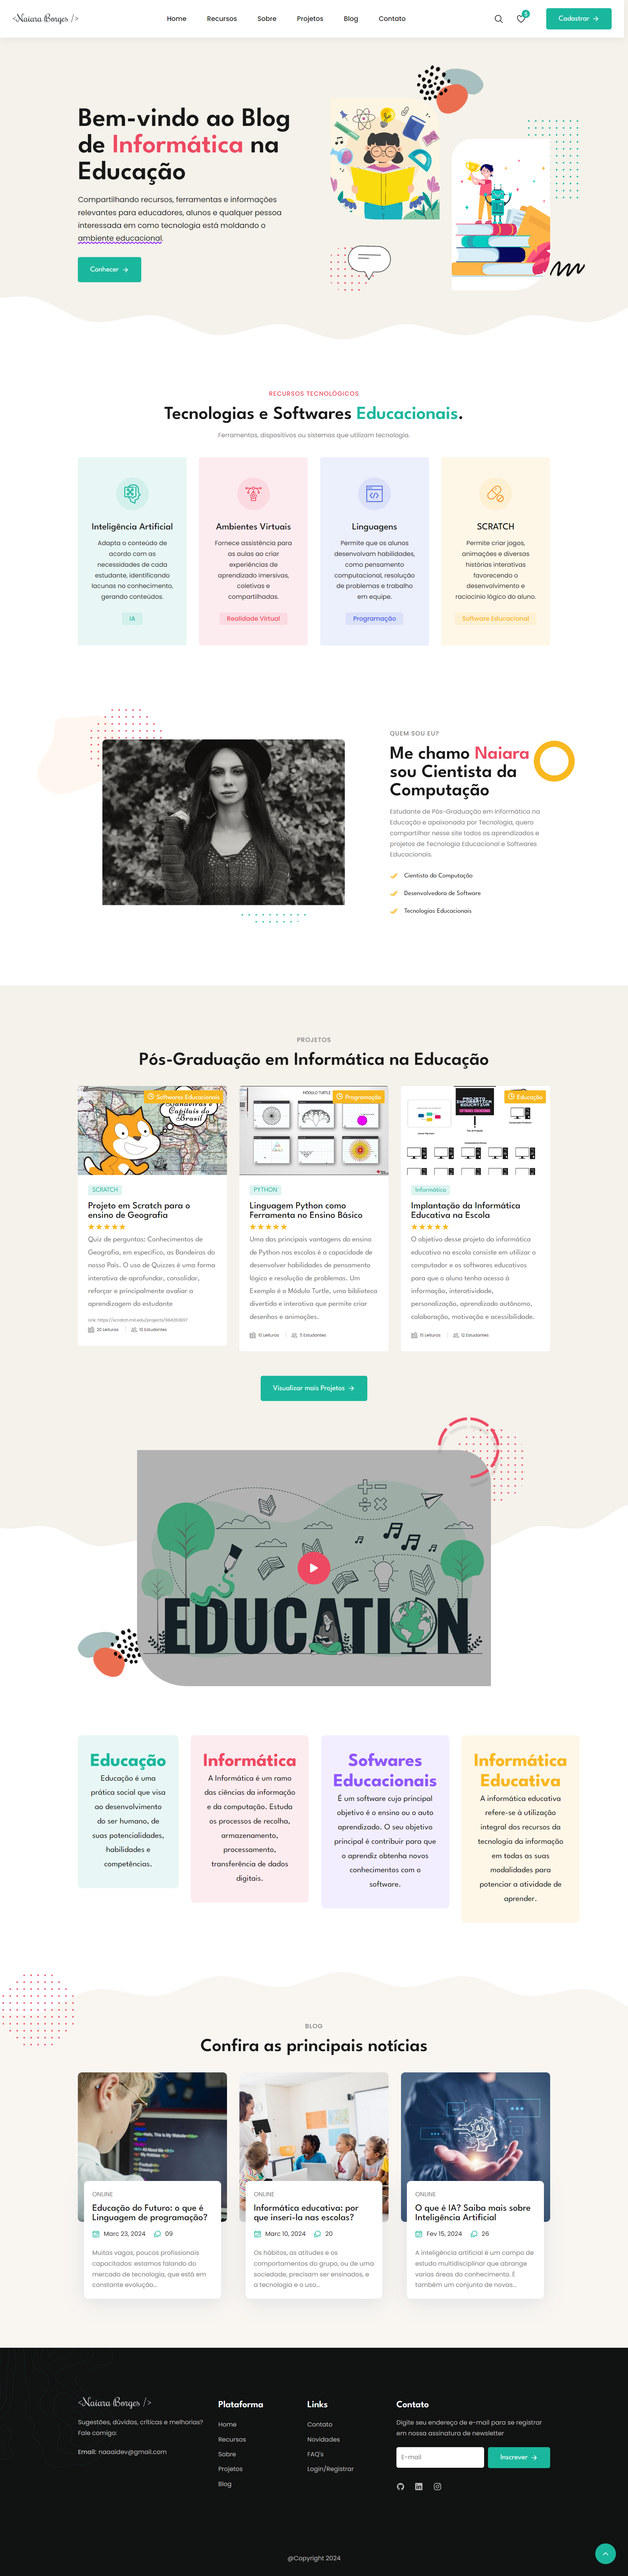 <Naiara Borges />
Home
Recursos
Sobre
Projetos
Blog
Contato
5
Cadastrar
Bem-vindo ao Blog
de Informática na
Educação
Compartilhando recursos, ferramentas e informações
relevantes para educadores, alunos e qualquer pessoa
interessada em como tecnologia está moldando o
ambiente educacional.
Conhecer
RECURSOS TECNOLÓGICOS
Tecnologias e Softwares Educacionais.
Ferramentas, dispositivos ou sistemas que utilizam tecnologia.
Inteligência Artificial
Adapta o conteúdo de
acordo com as
necessidades de cada
estudante, identificando
lacunas no conhecimento,
gerando conteúdos.
IA
Ambientes Virtuais
Fornece assistência para
as aulas ao criar
experiências de
aprendizado imersivas,
coletivas e
compartilhadas.
Realidade Virtual
Linguagens
Permite que os alunos
desenvolvam habilidades,
como pensamento
computacional, resolução
de problemas e trabalho
em equipe.
Programação
SCRATCH
Permite criar jogos,
animações e diversas
histórias interativas
favorecendo o
desenvolvimento e
raciocínio lógico do aluno.
Software Educacional
QUEM SOU EU?
Me chamo Naiara
sou Cientista da
Computação
Estudante de Pós-Graduação em Informática na
Educação e apaixonada por Tecnologia, quero
compartilhar nesse site todos os aprendizados e
projetos de Tecnologia Educacional e Softwares
Educacionais.
Cientista da Computação
Desenvolvedora de Software
Tecnologias Educacionais
PROJETOS
Pós-Graduação em Informática na Educação
Softwares Educacionais
Bandeiras e
Capitais do
Brasil
SCRATCH
Projeto em Scratch para o
ensino de Geografia
Quiz de perguntas: Conhecimentos de
Geografia, em específico, as Bandeiras do
nosso País. O uso de Quizzes é uma forma
interativa de aprofundar, consolidar,
reforçar e principalmente avaliar a
aprendizagem do estudante
20 Leituras
10 Estudantes
MÓDULO TURTLE
Programação
PYTHON
Linguagem Python como
Ferramenta no Ensino Básico
Uma das principais vantagens do ensino
de Python nas escolas é a capacidade de
desenvolver habilidades de pensamento
lógico e resolução de problemas. Um
Exemplo é o Módulo Turtle, uma biblioteca
divertida e interativa que permite criar
desenhos e animações.
10 Leituras
5 Estudantes
Educação
Informática
Implantação da Informática
Educativa na Escola
O objetivo desse projeto da informática
educativa na escola consiste em utilizar o
computador e os softwares educativos
para que o aluno tenha acesso à
informação, interatividade,
personalização, aprendizado autônomo,
colaboração, motivação e acessibilidade.
15 Leituras
12 Estudantes
Visualizar mais Projetos
EDUCATION
Educação
Educação é uma
prática social que visa
ao desenvolvimento
do ser humano, de
suas potencialidades,
habilidades e
competências.
Informática
A Informática é um ramo
das ciências da informação
e da computação. Estuda
os processos de recolha,
armazenamento,
processamento,
transferência de dados
digitais.
Sofwares
Educacionais
É um software cujo principal
objetivo é o ensino ou o auto
aprendizado. O seu objetivo
principal é contribuir para que
o aprendiz obtenha novos
conhecimentos com o
software.
Informática
Educativa
A informática educativa
refere-se à utilização
integral dos recursos da
tecnologia da informação
em todas as suas
modalidades para
potenciar a atividade de
aprender.
BLOG
Confira as principais notícias
ONLINE
Educação do Futuro: o que é
Linguagem de programação?
Marc 23, 2024
09
Muitas vagas, poucos profissionais
capacitados: estamos falando do
mercado de tecnologia, que está em
constante evolução...
ONLINE
Informática educativa: por
que inseri-la nas escolas?
Marc 10, 2024
20
Os hábitos, as atitudes e os
comportamentos do grupo, ou de uma
sociedade, precisam ser ensinados, e
a tecnologia e o uso...
AI
ONLINE
O que é IA? Saiba mais sobre
Inteligência Artificial
Fev 15, 2024
26
A inteligência artificial é um campo de
estudo multidisciplinar que abrange
varias áreas do conhecimento. É
também um conjunto de novas...
<Naiara Borges />
Sugestões, dúvidas, críticas e melhorias?
Fale comigo:
Email: naaaidev@gmail.com
Plataforma
Home
Recursos
Sobre
Projetos
Blog
Links
Contato
Novidades
FAQ's
Login/Registrar
Contato
Digite seu endereço de e-mail para se registrar
em nossa assinatura de newsletter
E-mail
Inscrever
@Copyright 2024